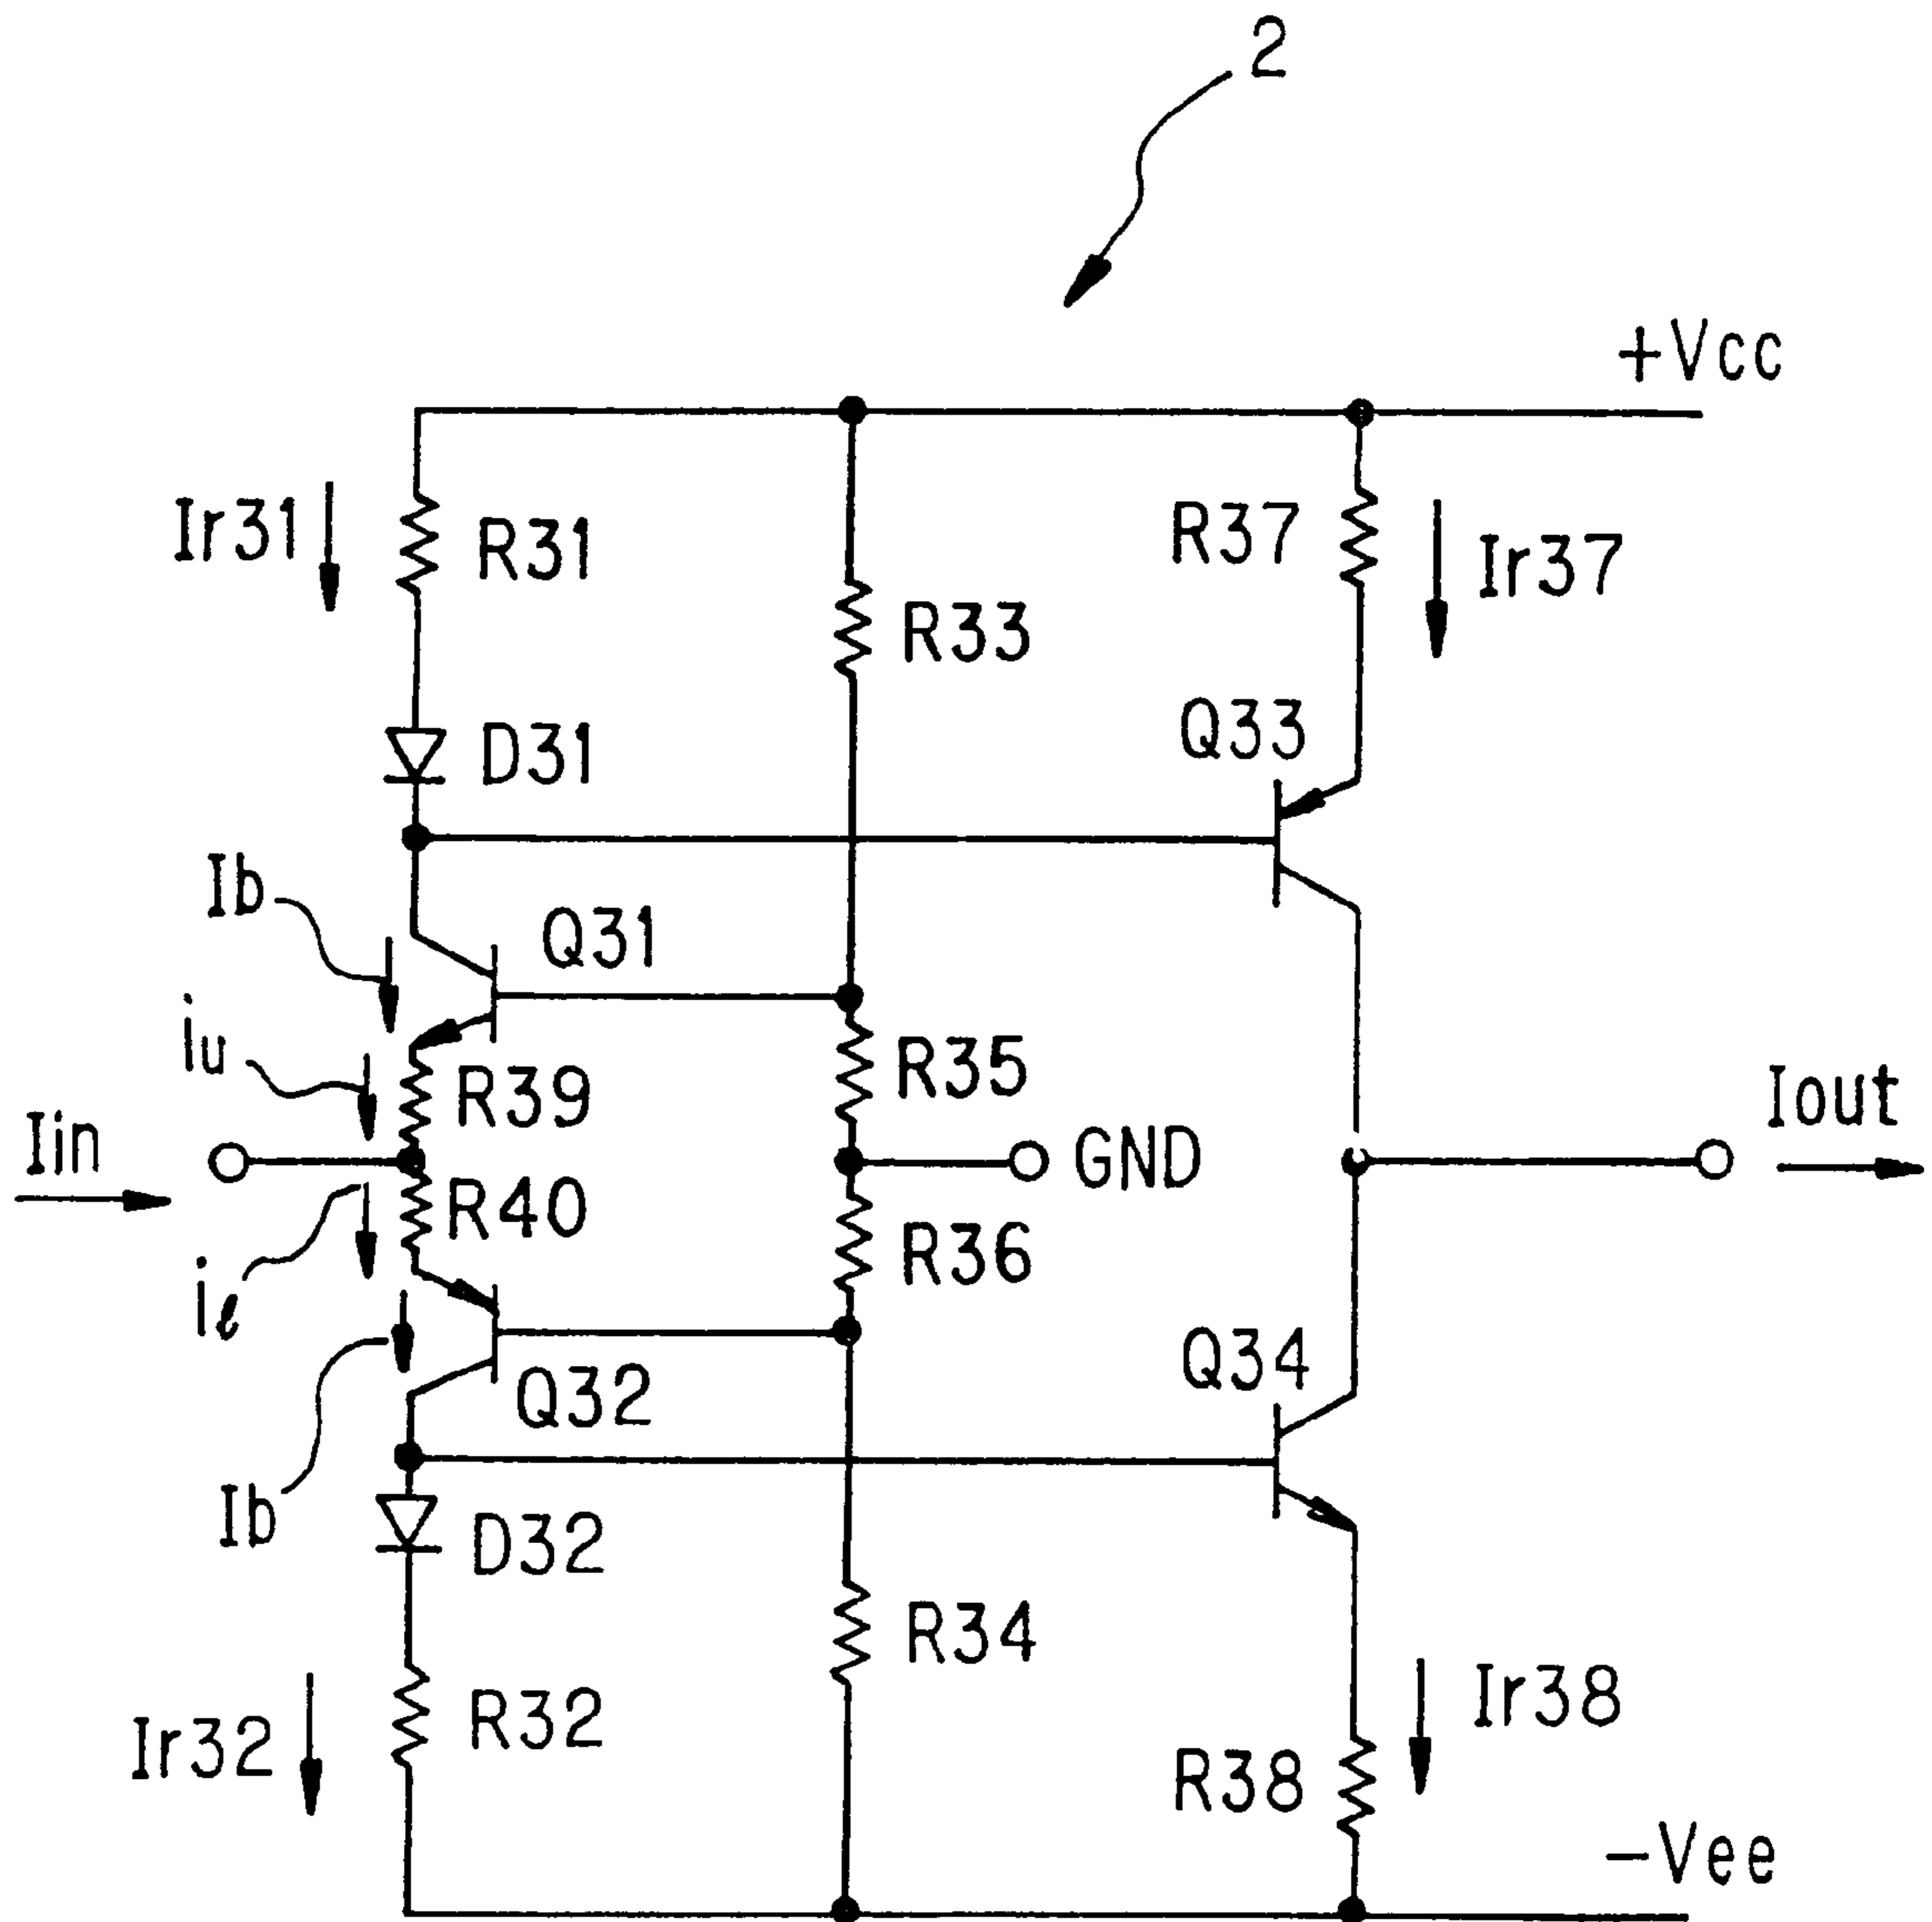 2
+Vcc
Ir31
R31
R37
Ir37
R33
D31
Q33
Ib
Q31
iu
R39
R35
Iin
GND
Iout
R40
R36
iℓ
Q32
Q34
Ib
D32
R34
Ir32
R32
Ir38
R38
-Vee